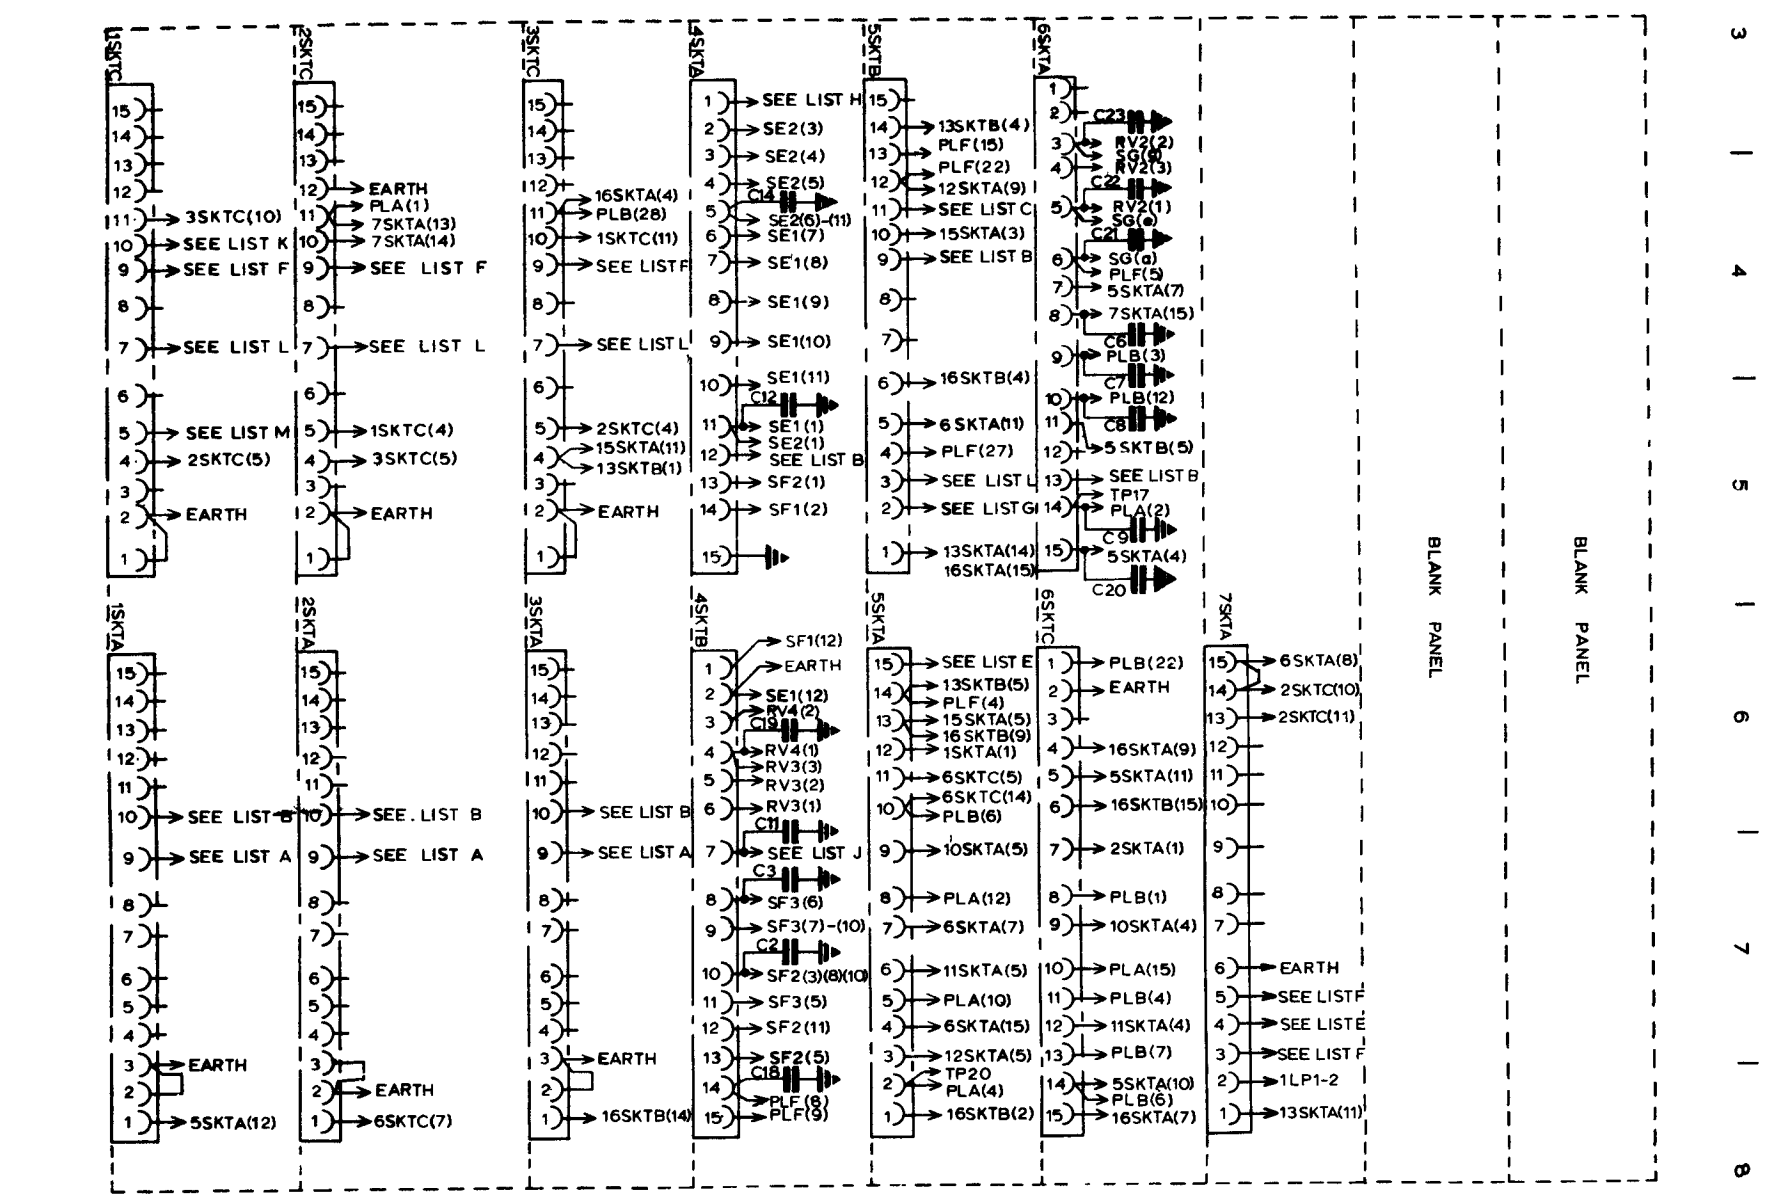 1SKTC
15
14
13
12
11 3SKTC(10)
10 SEE LIST K
9 SEE LIST F
8
7 SEE LIST L
6
5 SEE LIST M
4 2SKTC(5)
3
2 EARTH
1
2SKTC
15
14
13
12 EARTH
PLA(1)
11 7SKTA(13)
10 7SKTA(14)
9 SEE LIST F
8
7 SEE LIST L
6
5 1SKTC(4)
4 3SKTC(5)
3
2 EARTH
1
3SKTC
15
14
13
12
16SKTA(4)
11 PLB(28)
10 1SKTC(11)
9 SEE LIST F
8
7 SEE LIST L
6
5 2SKTC(4)
15SKTA(11)
4
13SKTB(1)
3
2 EARTH
1
4SKTA
1 SEE LIST H
2 SE2(3)
3 SE2(4)
4 SE2(5)
C14
5 SE2(6)-(11)
6 SE1(7)
7 SE1(8)
8 SE1(9)
9 SE1(10)
10 SE1(11)
C12
11 SE1(1)
SE2(1)
12 SEE LIST B
13 SF2(1)
14 SF1(2)
15
5SKTB
15
14 13SKTB(4)
13 PLF(15)
PLF(22)
12 12SKTA(9)
11 SEE LIST C
10 15SKTA(3)
9 SEE LIST B
8
7
6 16SKTB(4)
5 6SKTA(11)
4 PLF(27)
3 SEE LIST L
2 SEE LIST G
1 13SKTA(14)
16SKTA(15)
6SKTA
1
2
C23
3 RV2(2)
4 RV2(3)
C22
5 RV2(1)
SG(e)
C21
6 SG(a)
PLF(5)
7 5SKTA(7)
8 7SKTA(15)
C6
9 PLB(3)
C7
10 PLB(12)
C8
11
12 5SKTB(5)
13 SEE LIST B
TP17
14 PLA(2)
C9
15 5SKTA(4)
C20
1SKTA
15
14
13
12
11
10 SEE LIST B
9 SEE LIST A
8
7
6
5
4
3 EARTH
2
1 5SKTA(12)
2SKTA
15
14
13
12
11
10 SEE. LIST B
9 SEE LIST A
8
7
6
5
4
3
2 EARTH
1 6SKTC(7)
3SKTA
15
14
13
12
11
10 SEE LIST B
9 SEE LIST A
8
7
6
5
4
3 EARTH
2
1 16SKTB(14)
4SKTB
SF1(12)
1 EARTH
2 SE1(12)
3 RV4(2)
C19
4 RV4(1)
RV3(3)
5 RV3(2)
6 RV3(1)
C11
7 SEE LIST J
C3
8 SF3(6)
9 SF3(7)-(10)
C2
10 SF2(3)(8)(10)
11 SF3(5)
12 SF2(11)
13 SF2(5)
C18
14 PLF(8)
15 PLF(9)
5SKTA
15 SEE LIST E
13SKTB(5)
14 PLF(4)
13 15SKTA(5)
16SKTB(9)
12 1SKTA(1)
11 6SKTC(5)
6SKTC(14)
10 PLB(6)
9 10SKTA(5)
8 PLA(12)
7 6SKTA(7)
6 11SKTA(5)
5 PLA(10)
4 6SKTA(15)
3 12SKTA(5)
TP20
2 PLA(4)
1 16SKTB(2)
6SKTC
1 PLB(22)
2 EARTH
3
4 16SKTA(9)
5 5SKTA(11)
6 16SKTB(15)
7 2SKTA(1)
8 PLB(1)
9 10SKTA(4)
10 PLA(15)
11 PLB(4)
12 11SKTA(4)
13 PLB(7)
14 5SKTA(10)
PLB(6)
15 16SKTA(7)
7SKTA
15 6SKTA(8)
14 2SKTC(10)
13 2SKTC(11)
12
11
10
9
8
7
6 EARTH
5 SEE LIST F
4 SEE LIST E
3 SEE LIST F
2 1LP1-2
1 13SKTA(11)
BLANK PANEL
BLANK PANEL
3
4
5
6
7
8